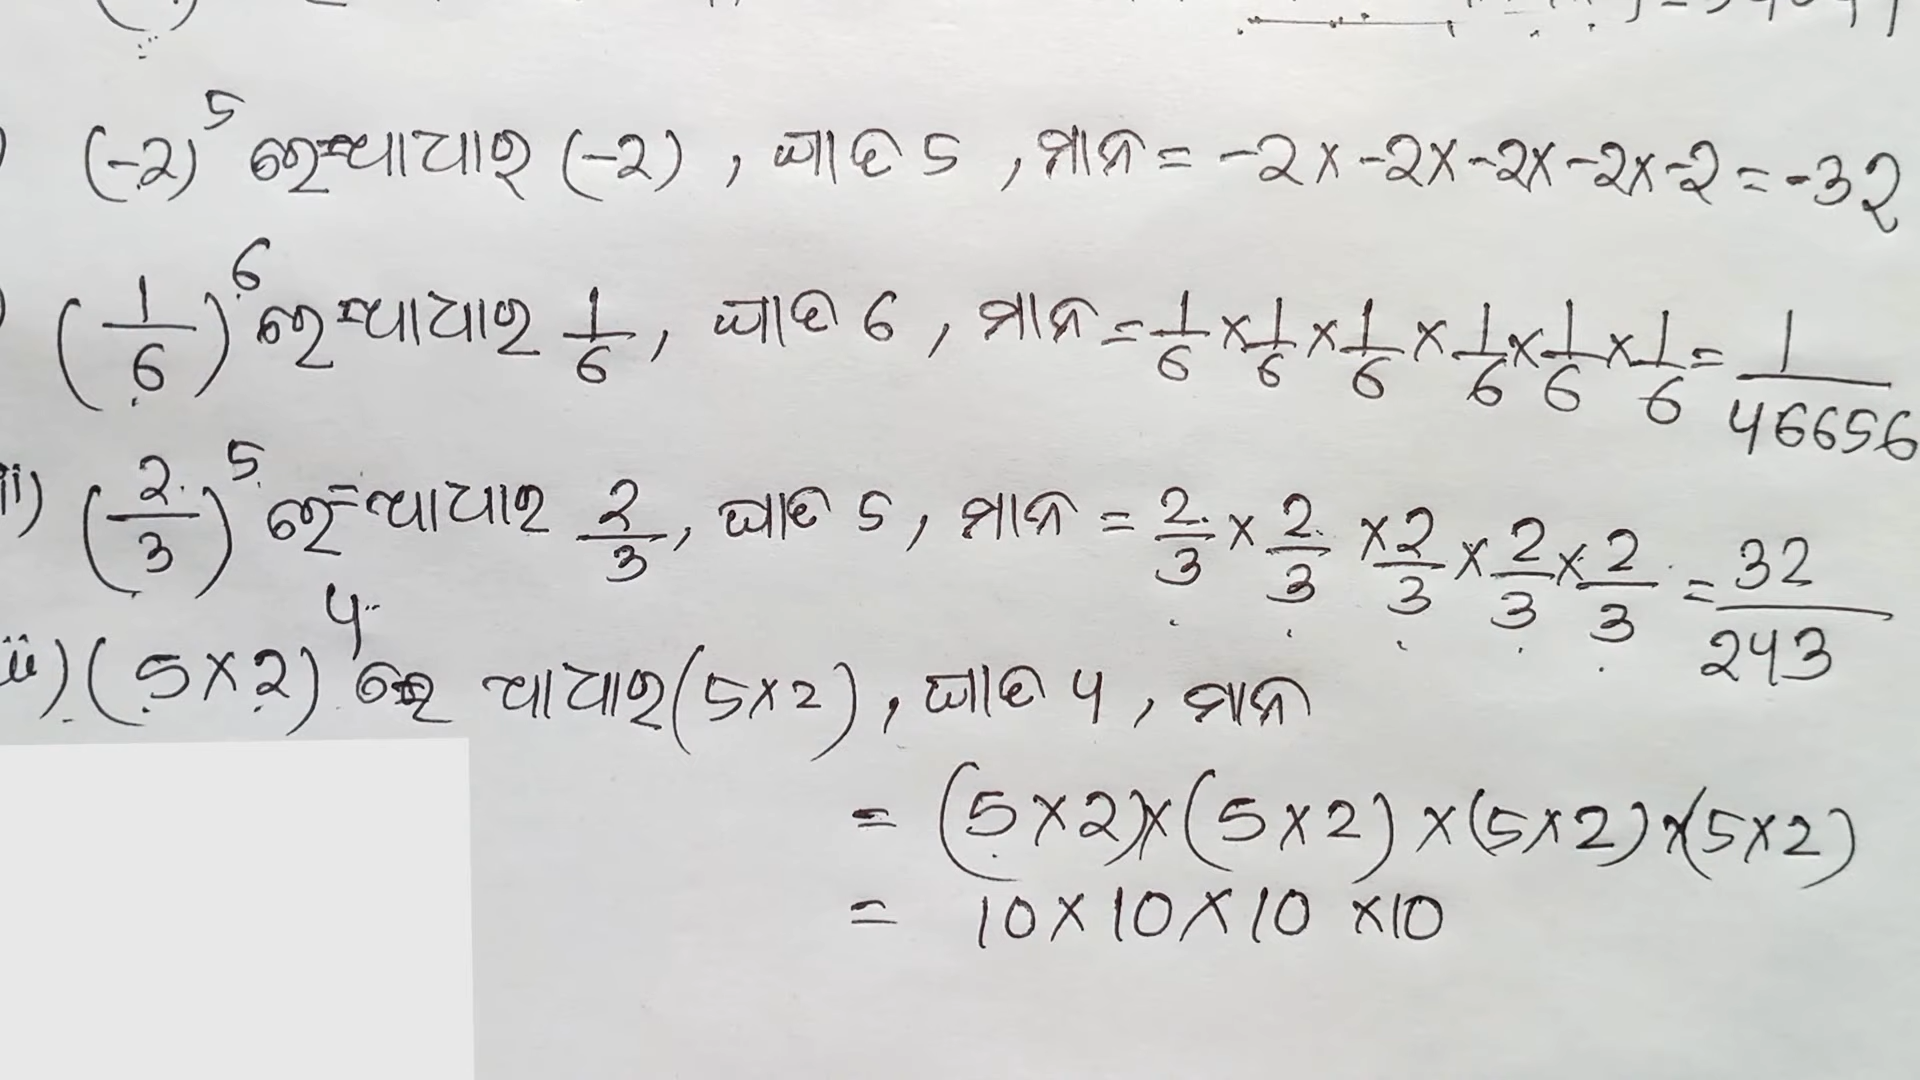 (-2)⁵ ରେ ଆଧାର (-2) , ଘାତ 5 , ମାନ = -2 x -2 x -2 x -2 x -2 = -32
(1/6)⁶ ରେ ଆଧାର 1/6 , ଘାତ 6 , ମାନ = 1/6 × 1/6 × 1/6 × 1/6 × 1/6 × 1/6 = 1/46656
ii) (2/3)⁵ ରେ ଆଧାର 2/3 , ଘାତ 5 , ମାନ = 2/3 × 2/3 × 2/3 × 2/3 × 2/3 = 32/243
iii) (5×2)⁴ ରେ ଆଧାର (5×2) , ଘାତ 4 , ମାନ
= (5×2)×(5×2)×(5×2)×(5×2)
= 10×10×10×10